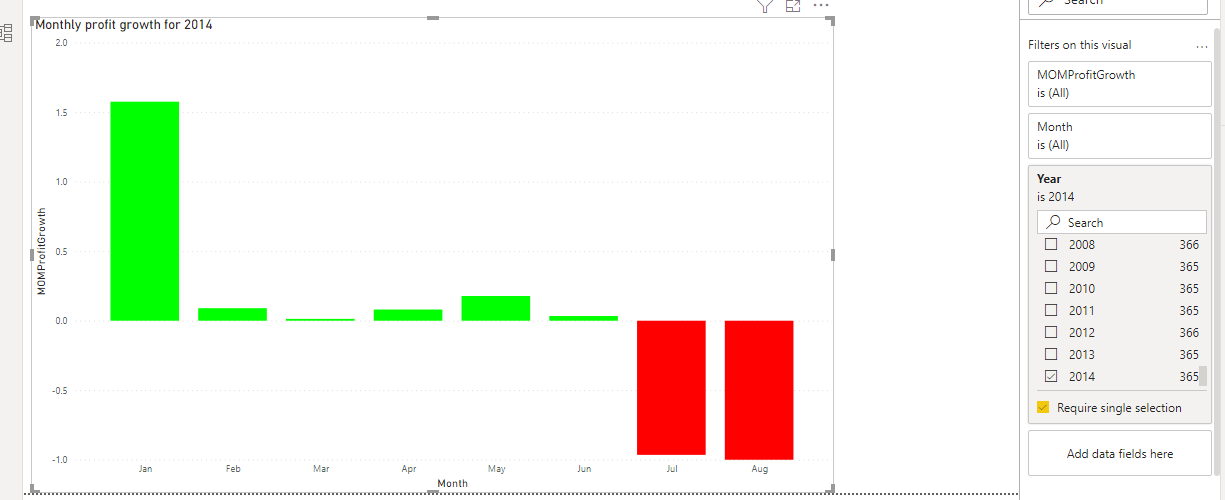 Monthly profit growth for 2014
2.0
1.5
1.0
0.5
0.0
-0.5
-1.0
MOMProfitGrowth
Jan Feb Mar Apr May Jun Jul Aug
Month
Search
Filters on this visual
MOMProfitGrowth
is (All)
Month
is (All)
Year
is 2014
Search
2008 366
2009 365
2010 365
2011 365
2012 366
2013 365
2014 365
Require single selection
Add data fields here